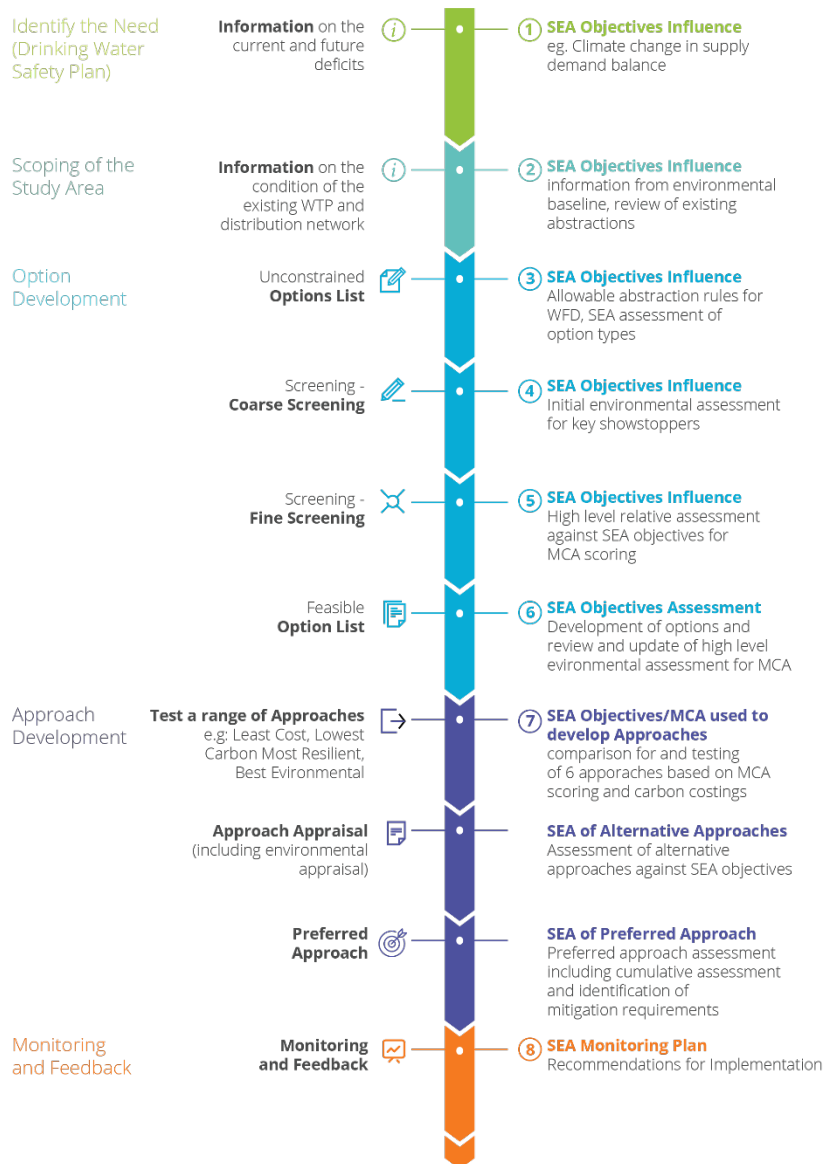 Identify the Need
(Drinking Water
Safety Plan)
Information on the
current and future
deficits
i
1 SEA Objectives Influence
eg. Climate change in supply
demand balance
Scoping of the
Study Area
Information on the
condition of the
existing WTP and
distribution network
i
2 SEA Objectives Influence
information from environmental
baseline, review of existing
abstractions
Option
Development
Unconstrained
Options List
3 SEA Objectives Influence
Allowable abstraction rules for
WFD, SEA assessment of
option types
Screening -
Coarse Screening
4 SEA Objectives Influence
Initial environmental assessment
for key showstoppers
Screening -
Fine Screening
5 SEA Objectives Influence
High level relative assessment
against SEA objectives for
MCA scoring
Feasible
Option List
6 SEA Objectives Assessment
Development of options and
review and update of high level
evironmental assessment for MCA
Approach
Development
Test a range of Approaches
e.g: Least Cost, Lowest
Carbon Most Resilient,
Best Evironmental
7 SEA Objectives/MCA used to
develop Approaches
comparison for and testing
of 6 apporaches based on MCA
scoring and carbon costings
Approach Appraisal
(including environmental
appraisal)
SEA of Alternative Approaches
Assessment of alternative
approaches against SEA objectives
Preferred
Approach
SEA of Preferred Approach
Preferred approach assessment
including cumulative assessment
and identification of
mitigation requirements
Monitoring
and Feedback
Monitoring
and Feedback
8 SEA Monitoring Plan
Recommendations for Implementation